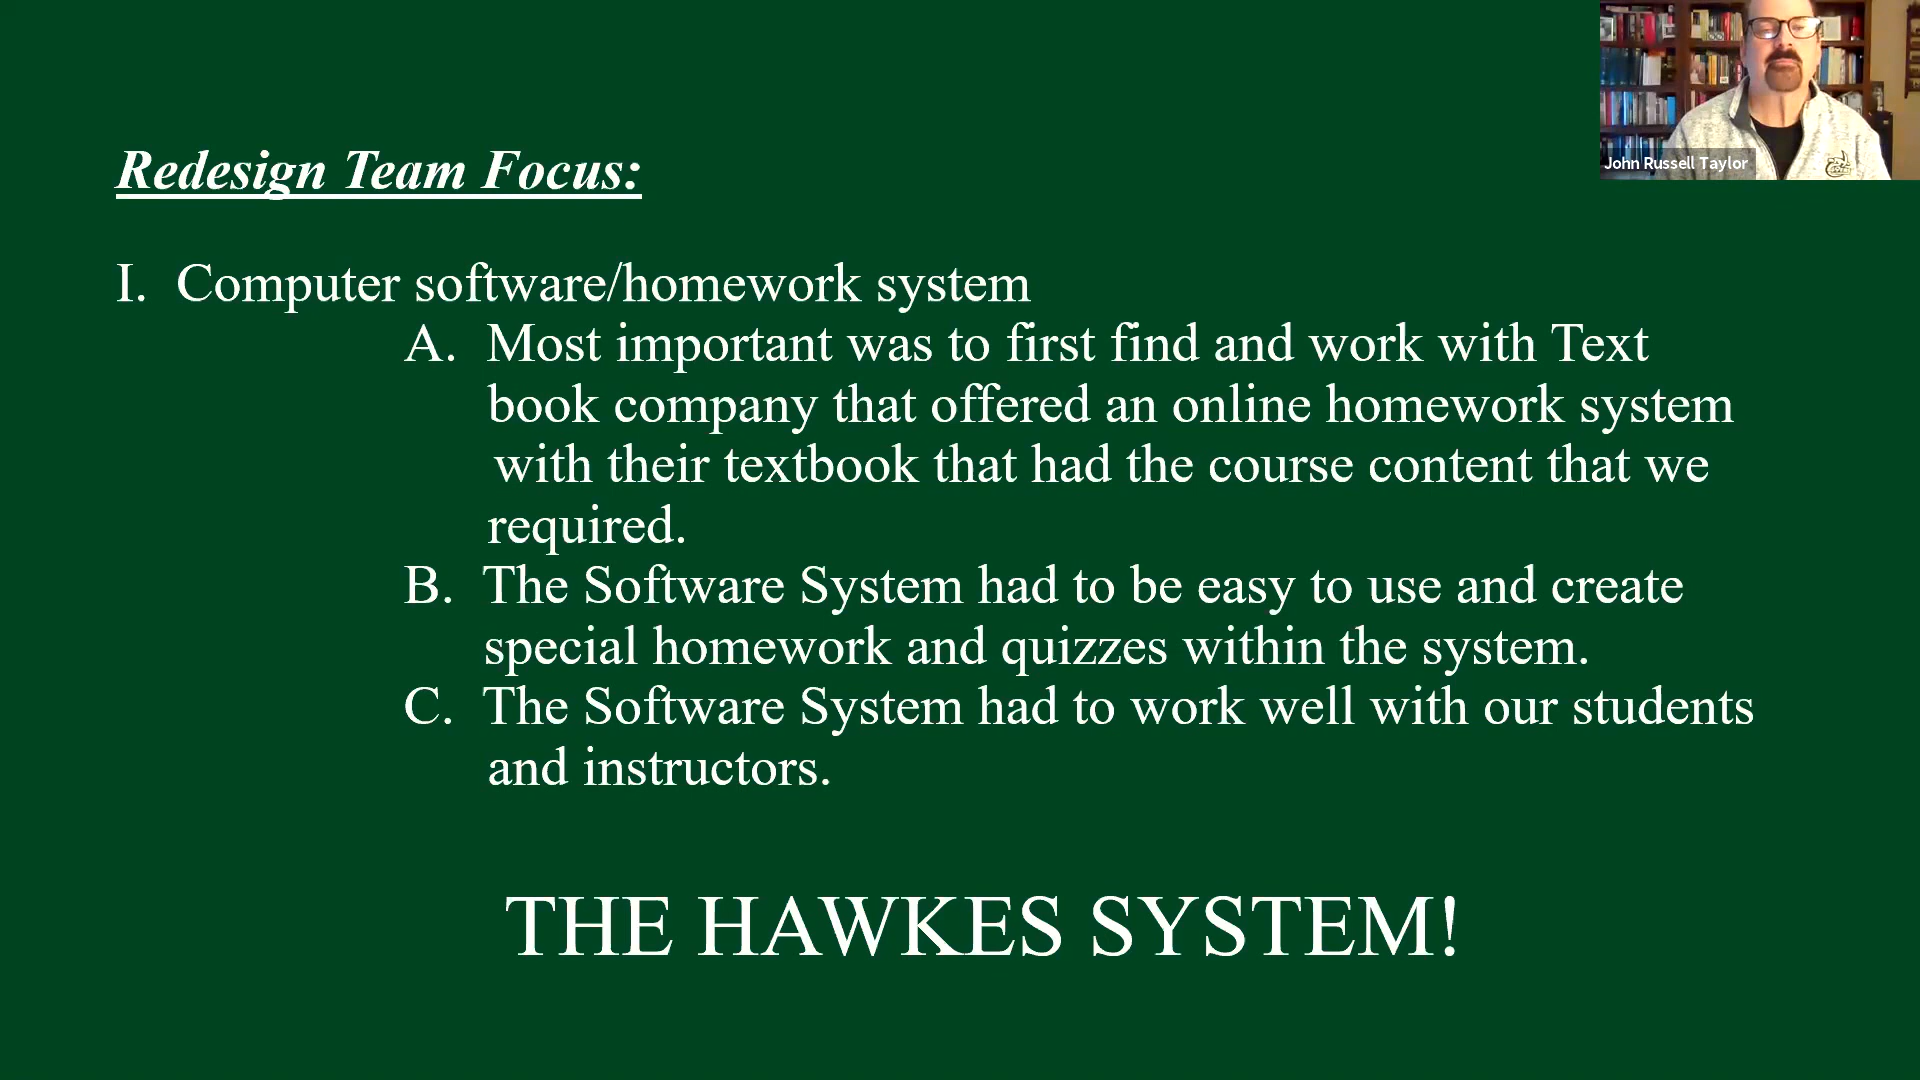 Redesign Team Focus:
I. Computer software/homework system
A. Most important was to first find and work with Text
book company that offered an online homework system
with their textbook that had the course content that we
required.
B. The Software System had to be easy to use and create
special homework and quizzes within the system.
C. The Software System had to work well with our students
and instructors.
THE HAWKES SYSTEM!
John Russell Taylor